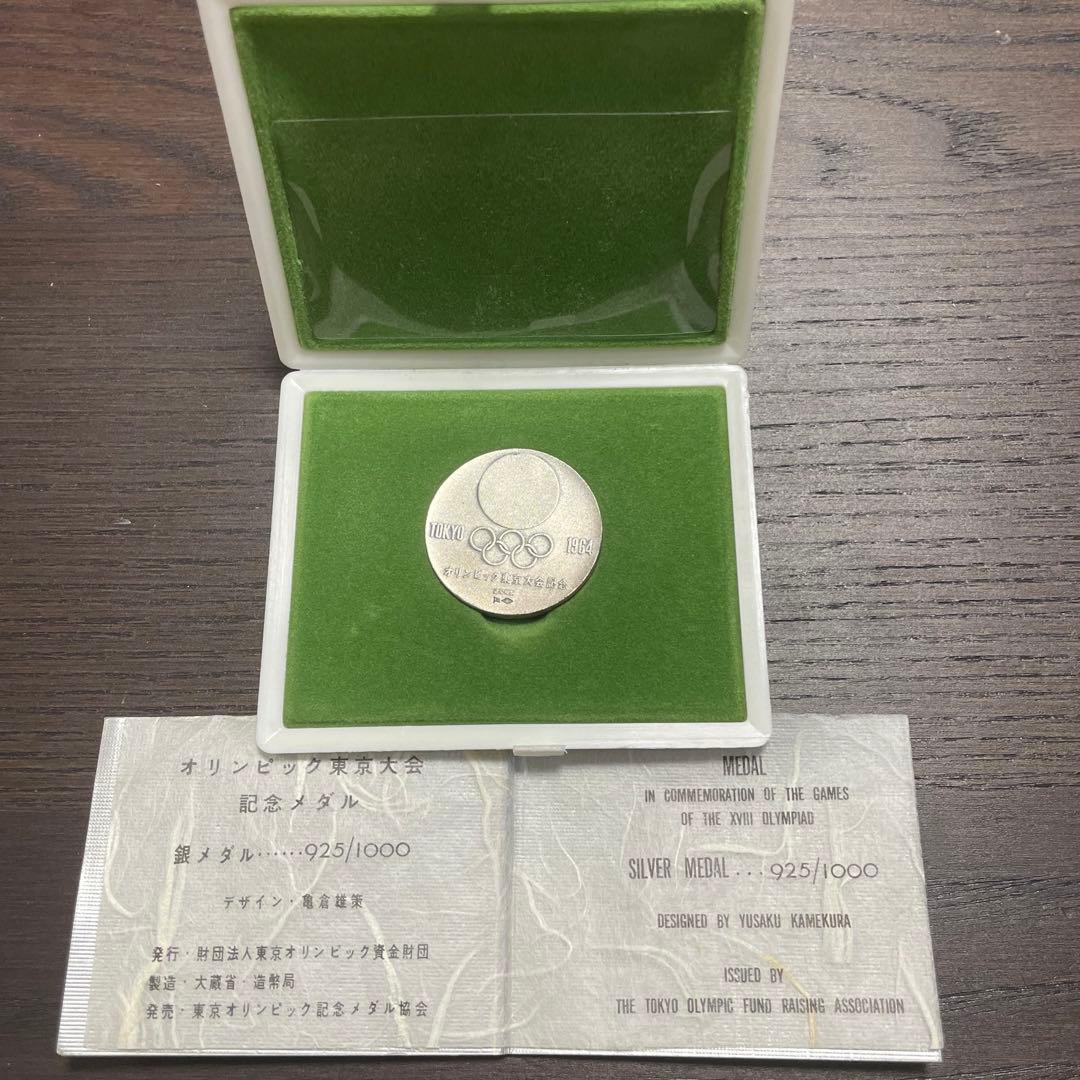 TOKYO 1964
オリンピック東京大会記念
オリンピック東京大会
記念メダル
銀メダル······925/1000
デザイン・亀倉雄策
発行・財団法人東京オリンピック資金財団
製造・大蔵省・造幣局
発売・東京オリンピック記念メダル協会
MEDAL
IN COMMEMORATION OF THE GAMES
OF THE XVIII OLYMPIAD
SILVER MEDAL...925/1000
DESIGNED BY YUSAKU KAMEKURA
ISSUED BY
THE TOKYO OLYMPIC FUND RAISING ASSOCIATION